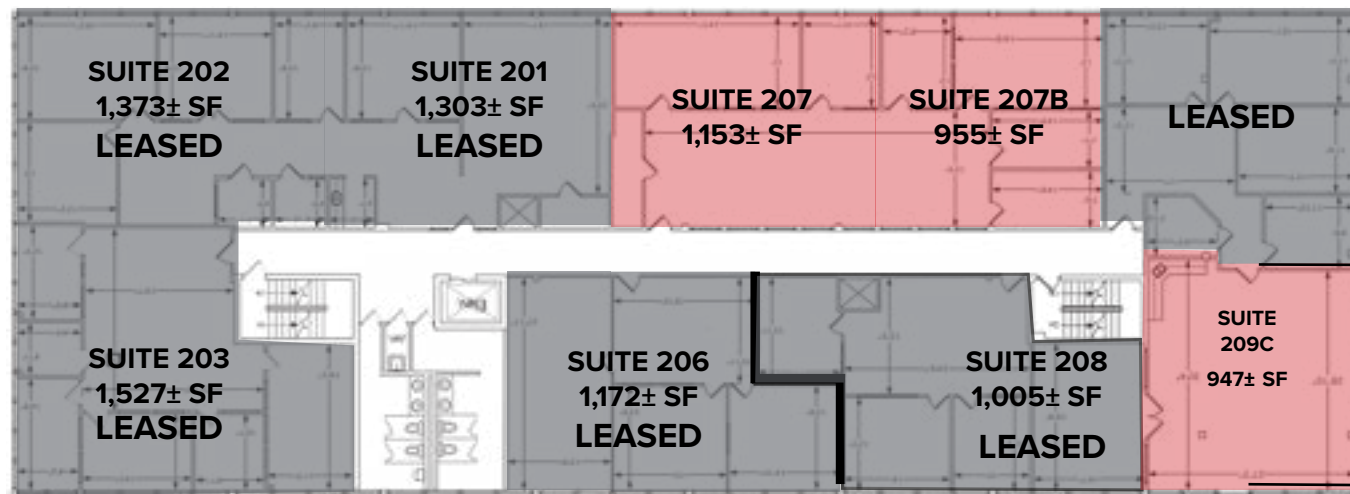 SUITE 202
1,373± SF
LEASED
SUITE 201
1,303± SF
LEASED
SUITE 207
1,153± SF
SUITE 207B
955± SF
LEASED
SUITE 203
1,527± SF
LEASED
SUITE 206
1,172± SF
LEASED
SUITE 208
1,005± SF
LEASED
SUITE
209C
947± SF